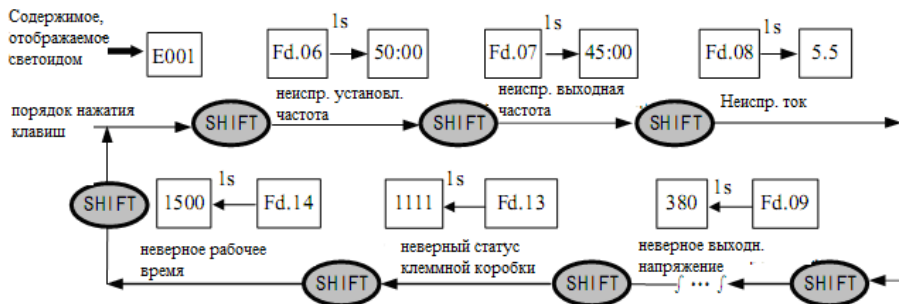 Содержимое,
отображаемое
светоидом
E001
Fd.06
1s
50:00
Fd.07
1s
45:00
Fd.08
1s
5.5
порядок нажатия
клавиш
SHIFT
неиспр. установл.
частота
SHIFT
неиспр. выходная
частота
SHIFT
Неиспр. ток
SHIFT
1500
1s
Fd.14
1111
1s
Fd.13
380
1s
Fd.09
неверное рабочее
время
SHIFT
неверный статус
клеммной коробки
SHIFT
неверное выходн.
напряжение
SHIFT